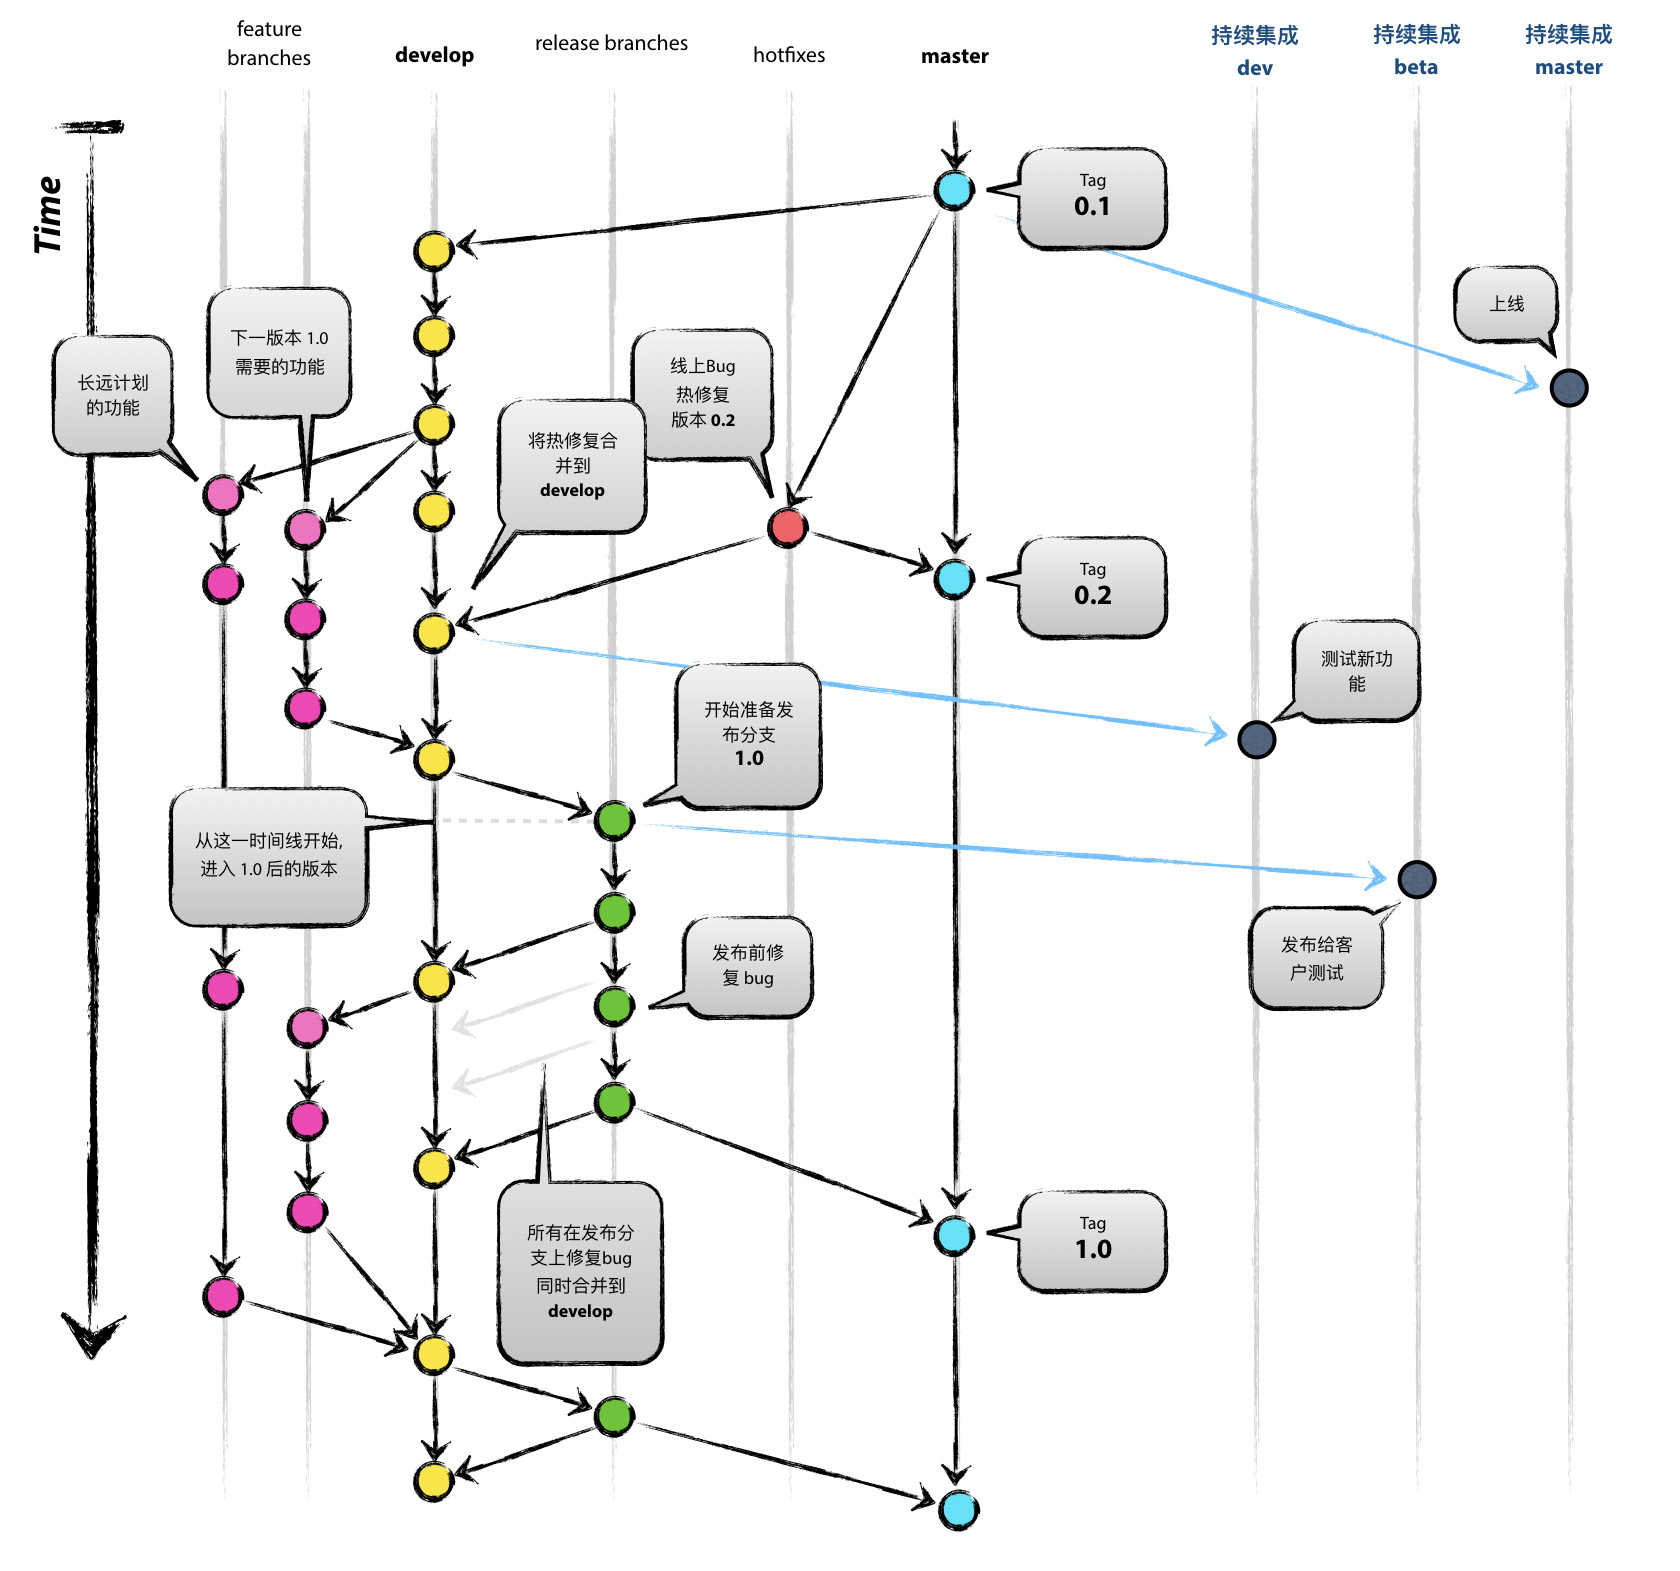 feature
branches
develop
release branches
hotfixes
master
持续集成
dev
持续集成
beta
持续集成
master
Time
Tag
0.1
上线
下一版本 1.0
需要的功能
长远计划
的功能
线上Bug
热修复
版本 0.2
将热修复合
并到
develop
Tag
0.2
测试新功
能
开始准备发
布分支
1.0
从这一时间线开始,
进入 1.0 后的版本
发布前修
复 bug
发布给客
户测试
所有在发布分
支上修复bug
同时合并到
develop
Tag
1.0